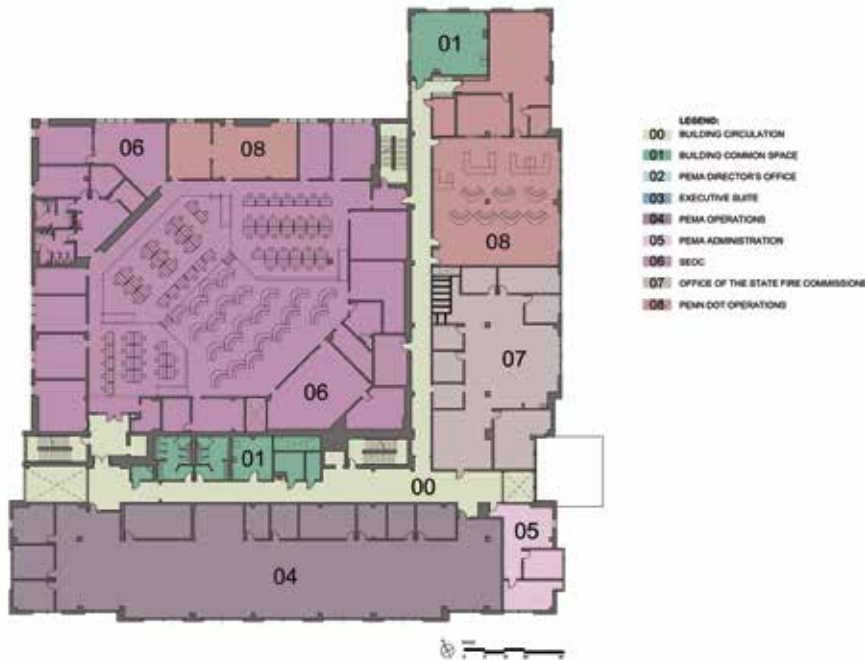 01
06
08
08
07
06
01
00
05
04
LEGEND:
00 BUILDING CIRCULATION
01 BUILDING COMMON SPACE
02 PEMA DIRECTOR'S OFFICE
03 EXECUTIVE SUITE
04 PEMA OPERATIONS
05 PEMA ADMINISTRATION
06 SEOC
07 OFFICE OF THE STATE FIRE COMMISSIONE
08 PENN DOT OPERATIONS